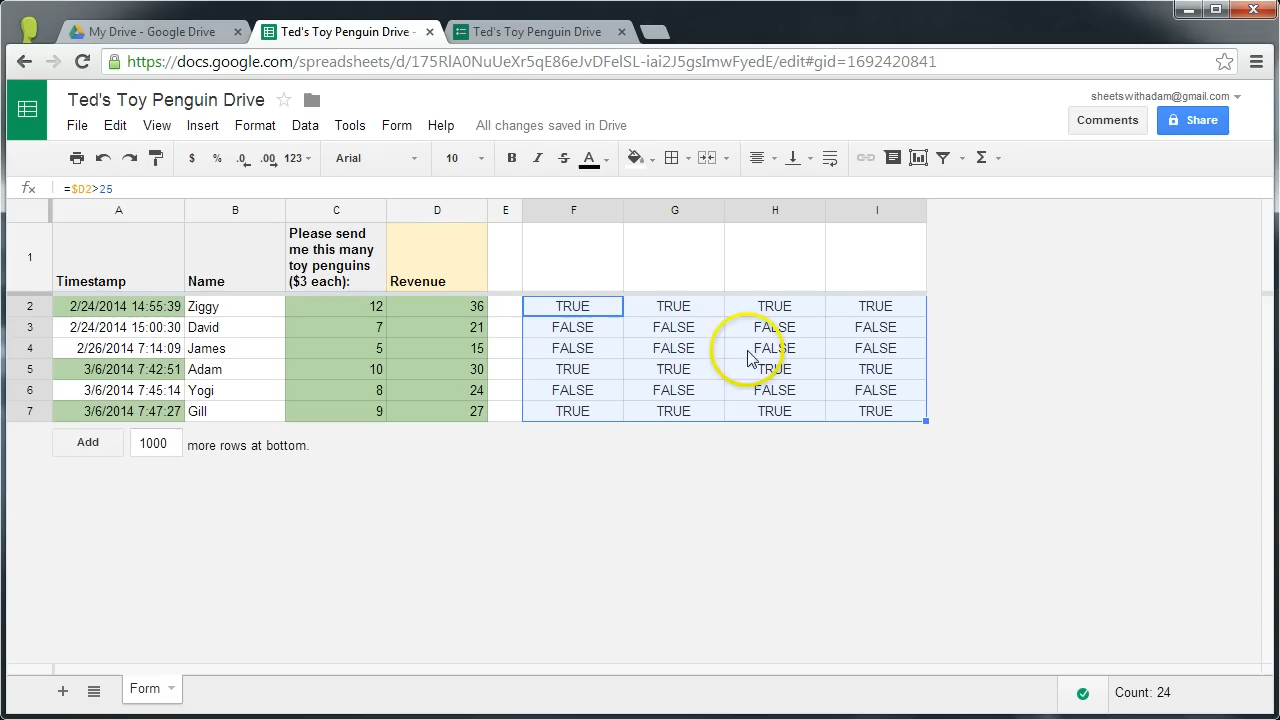 My Drive - Google Drive
Ted's Toy Penguin Drive -
Ted's Toy Penguin Drive
https://docs.google.com/spreadsheets/d/175RlA0NuUeXr5qE86eJvDFelSL-iai2J5gsImwFyedE/edit#gid=1692420841
Ted's Toy Penguin Drive
sheetswithadam@gmail.com
File Edit View Insert Format Data Tools Form Help All changes saved in Drive
Comments Share
$ % .0 .00 123 Arial 10 B I S A Σ
fx =$D2>25
A B C D E F G H I
1 Timestamp Name Please send me this many toy penguins ($3 each): Revenue
2 2/24/2014 14:55:39 Ziggy 12 36 TRUE TRUE TRUE TRUE
3 2/24/2014 15:00:30 David 7 21 FALSE FALSE FALSE FALSE
4 2/26/2014 7:14:09 James 5 15 FALSE FALSE FALSE FALSE
5 3/6/2014 7:42:51 Adam 10 30 TRUE TRUE TRUE TRUE
6 3/6/2014 7:45:14 Yogi 8 24 FALSE FALSE FALSE FALSE
7 3/6/2014 7:47:27 Gill 9 27 TRUE TRUE TRUE TRUE
Add 1000 more rows at bottom.
Form
Count: 24